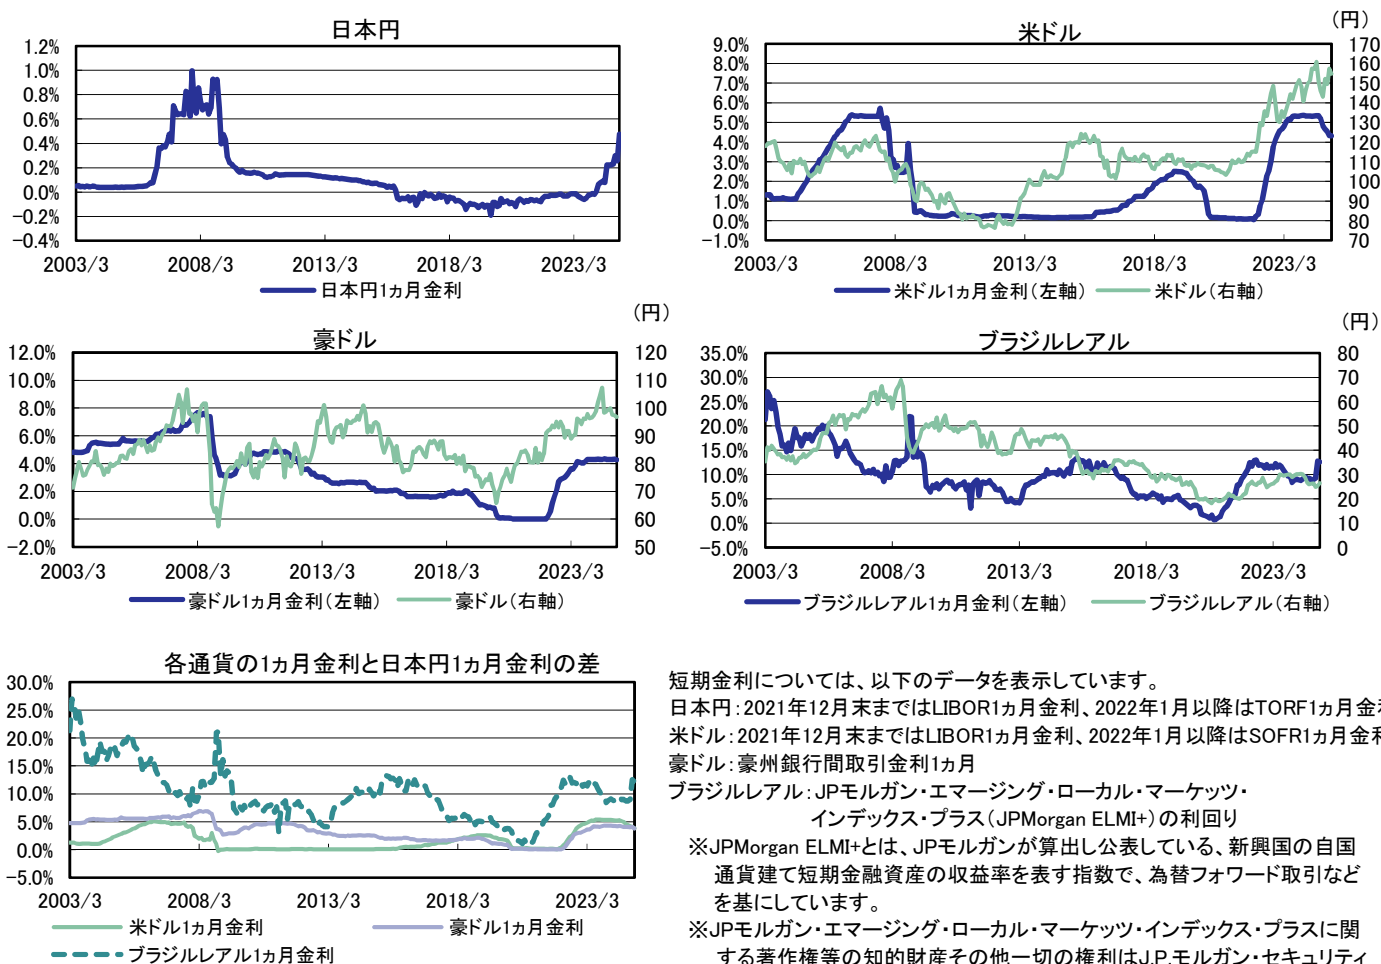 日本円
1.2%
1.0%
0.8%
0.6%
0.4%
0.2%
0.0%
−0.2%
−0.4%
2003/3 2008/3 2013/3 2018/3 2023/3
日本円1ヵ月金利
米ドル
(円)
9.0%
8.0%
7.0%
6.0%
5.0%
4.0%
3.0%
2.0%
1.0%
0.0%
−1.0%
170
160
150
140
130
120
110
100
90
80
70
2003/3 2008/3 2013/3 2018/3 2023/3
米ドル1ヵ月金利(左軸) 米ドル(右軸)
豪ドル
(円)
12.0%
10.0%
8.0%
6.0%
4.0%
2.0%
0.0%
−2.0%
120
110
100
90
80
70
60
50
2003/3 2008/3 2013/3 2018/3 2023/3
豪ドル1ヵ月金利(左軸) 豪ドル(右軸)
ブラジルレアル
(円)
35.0%
30.0%
25.0%
20.0%
15.0%
10.0%
5.0%
0.0%
−5.0%
80
70
60
50
40
30
20
10
0
2003/3 2008/3 2013/3 2018/3 2023/3
ブラジルレアル1ヵ月金利(左軸) ブラジルレアル(右軸)
各通貨の1ヵ月金利と日本円1ヵ月金利の差
30.0%
25.0%
20.0%
15.0%
10.0%
5.0%
0.0%
−5.0%
2003/3 2008/3 2013/3 2018/3 2023/3
米ドル1ヵ月金利 豪ドル1ヵ月金利
ブラジルレアル1ヵ月金利
短期金利については、以下のデータを表示しています。
日本円：2021年12月末まではLIBOR1ヵ月金利、2022年1月以降はTORF1ヵ月金利
米ドル：2021年12月末まではLIBOR1ヵ月金利、2022年1月以降はSOFR1ヵ月金利
豪ドル：豪州銀行間取引金利1ヵ月
ブラジルレアル：JPモルガン・エマージング・ローカル・マーケッツ・
インデックス・プラス(JPMorgan ELMI+)の利回り
※JPMorgan ELMI+とは、JPモルガンが算出し公表している、新興国の自国
通貨建て短期金融資産の収益率を表す指数で、為替フォワード取引など
を基にしています。
※JPモルガン・エマージング・ローカル・マーケッツ・インデックス・プラスに関
する著作権等の知的財産その他一切の権利はJ.P.モルガン・セキュリティ